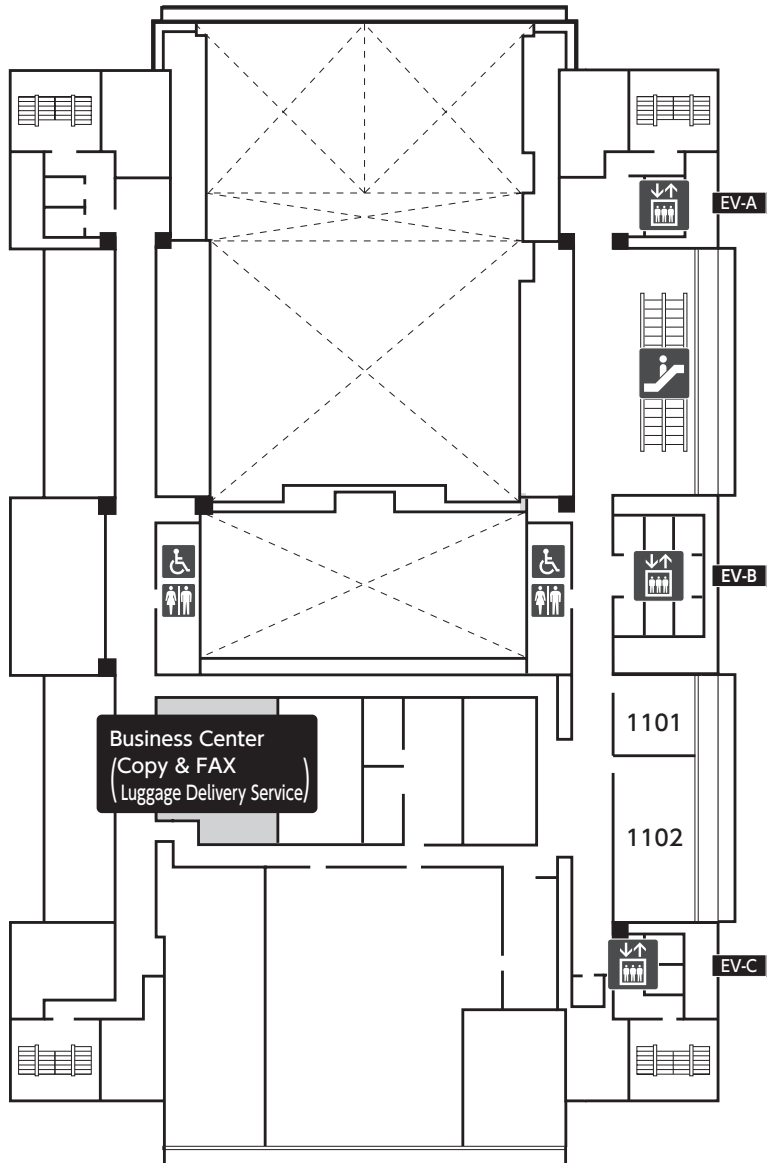 EV-A
EV-B
1101
Business Center
(Copy & FAX
Luggage Delivery Service)
1102
EV-C